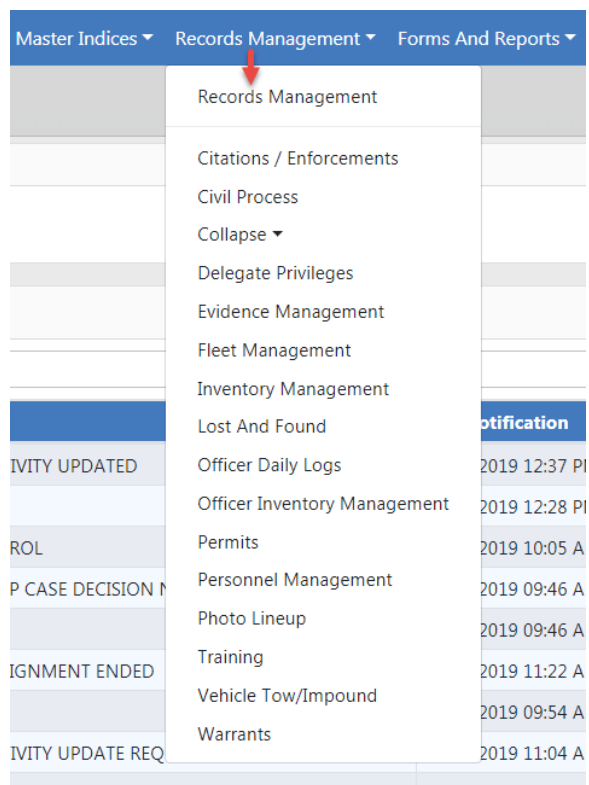 Master Indices Records Management Forms And Reports
Records Management
Citations / Enforcements
Civil Process
Collapse
Delegate Privileges
Evidence Management
Fleet Management
Inventory Management
Lost And Found
otification
Officer Daily Logs
IVITY UPDATED
2019 12:37 P
Officer Inventory Management
2019 12:28 P
Permits
ROL
2019 10:05 A
Personnel Management
P CASE DECISION
2019 09:46 A
Photo Lineup
2019 09:46 A
Training
IGNMENT ENDED
2019 11:22 A
Vehicle Tow/Impound
2019 09:54 A
Warrants
IVITY UPDATE REQ
2019 11:04 A